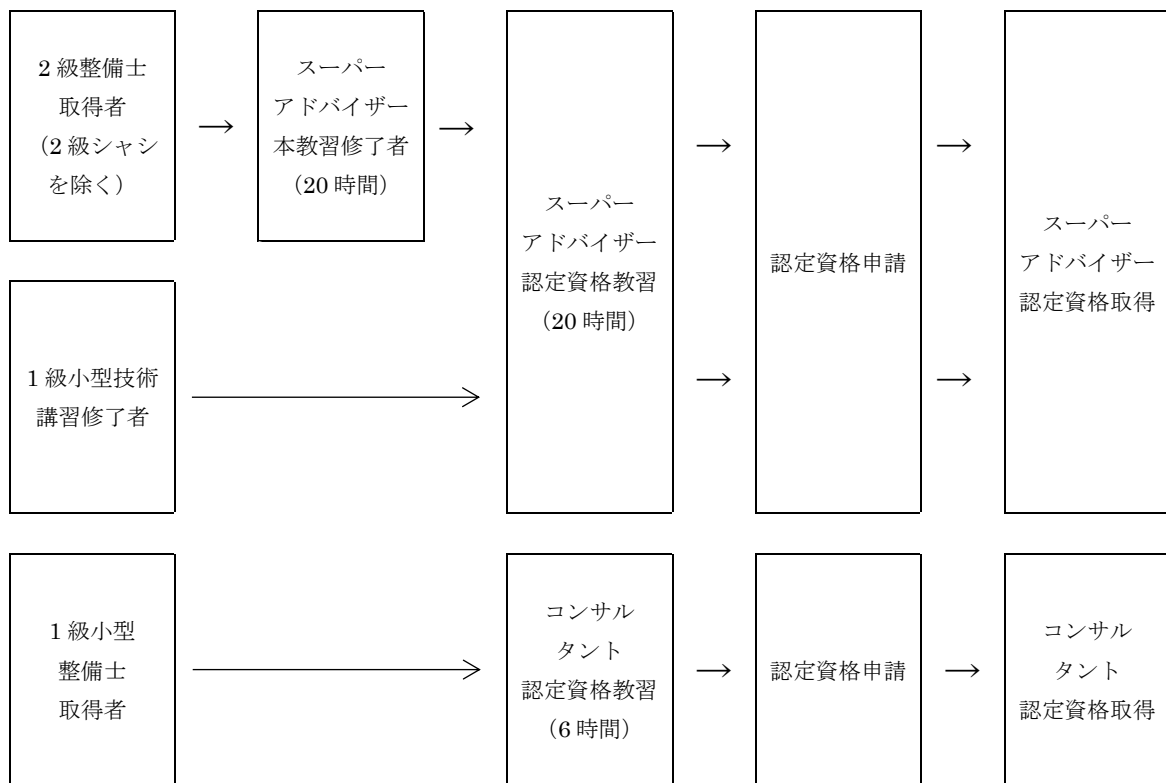 2 級整備士
取得者
（2 級シャシ
を除く）
→
スーパー
アドバイザー
本教習修了者
（20 時間）
→
スーパー
アドバイザー
認定資格教習
（20 時間）
→
→
認定資格申請
→
→
スーパー
アドバイザー
認定資格取得
1 級小型技術
講習修了者
1 級小型
整備士
取得者
コンサル
タント
認定資格教習
（6 時間）
→
認定資格申請
→
コンサル
タント
認定資格取得